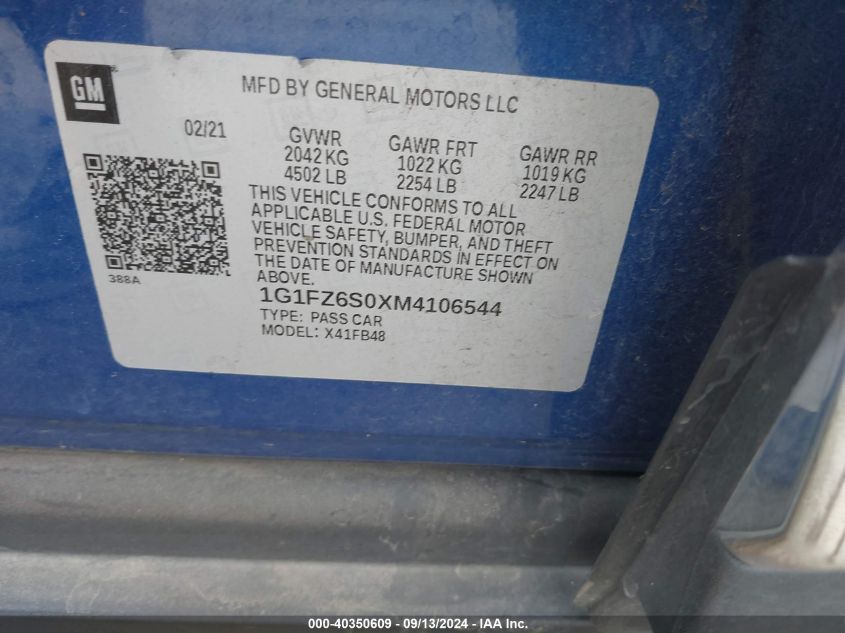 GM
MFD BY GENERAL MOTORS LLC
02/21
GVWR
2042 KG
4502 LB
GAWR FRT
1022 KG
2254 LB
GAWR RR
1019 KG
2247 LB
THIS VEHICLE CONFORMS TO ALL
APPLICABLE U.S. FEDERAL MOTOR
VEHICLE SAFETY, BUMPER, AND THEFT
PREVENTION STANDARDS IN EFFECT ON
THE DATE OF MANUFACTURE SHOWN
ABOVE.
388A
1G1FZ6S0XM4106544
TYPE: PASS CAR
MODEL: X41FB48
000-40350609 - 09/13/2024 - IAA Inc.